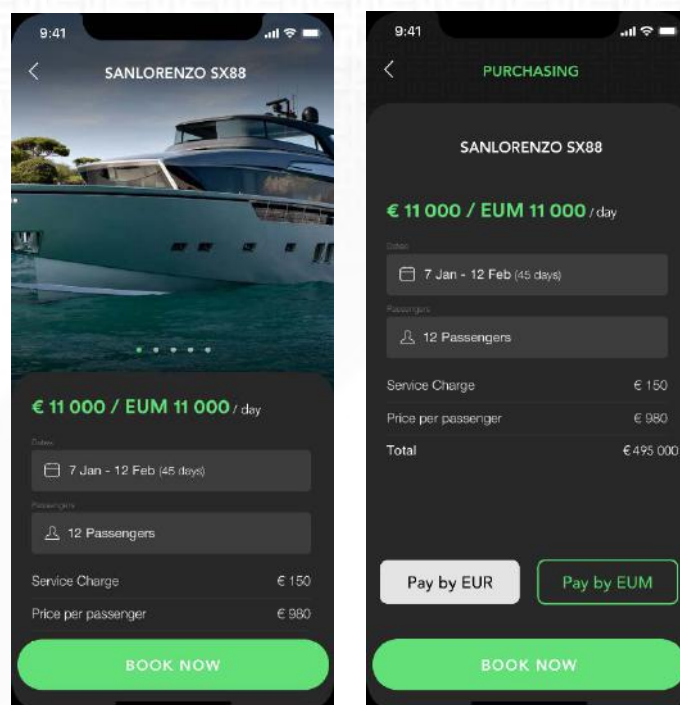 9:41
SANLORENZO SX88
€ 11 000 / EUM 11 000 / day
Dates
7 Jan - 12 Feb (45 days)
Passengers
12 Passengers
Service Charge € 150
Price per passenger € 980
BOOK NOW
9:41
PURCHASING
SANLORENZO SX88
€ 11 000 / EUM 11 000 / day
Dates
7 Jan - 12 Feb (45 days)
Passengers
12 Passengers
Service Charge € 150
Price per passenger € 980
Total € 495 000
Pay by EUR
Pay by EUM
BOOK NOW